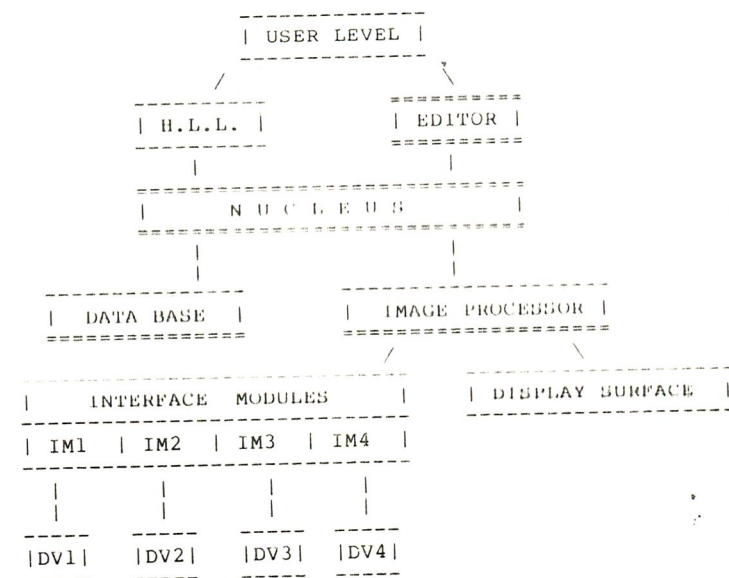 USER LEVEL
H.L.L. EDITOR
N U C L E U S
DATA BASE IMAGE PROCESSOR
INTERFACE MODULES DISPLAY SURFACE
IM1 IM2 IM3 IM4
DV1 DV2 DV3 DV4